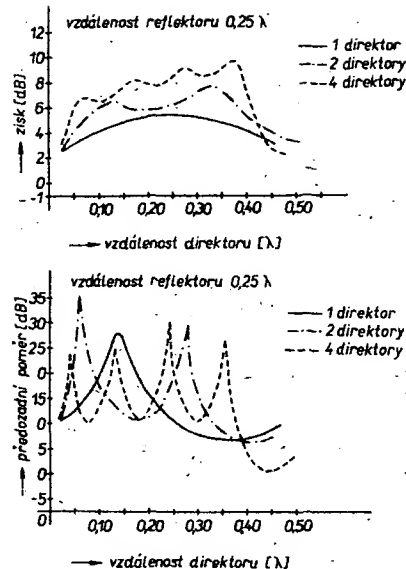 vzdálenost reflektoru 0,25 λ
12
10
8
6
4
2
0
-1
zisk [dB]
1 direktor
2 direktory
4 direktory
0,10 0,20 0,30 0,40 0,50
vzdálenost direktoru [λ]
vzdálenost reflektoru 0,25 λ
35
30
25
20
0
5
0
-5
0
předozadní poměr [dB]
1 direktor
2 direktory
4 direktory
0,10 0,20 0,30 0,40 0,50
vzdálenost direktoru [λ]